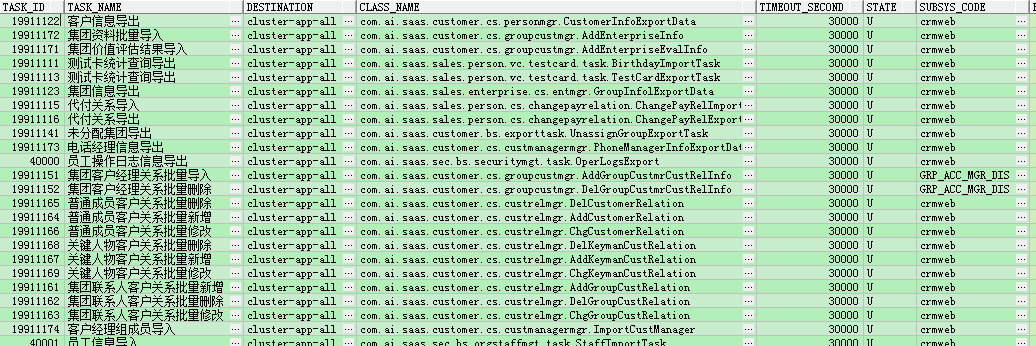 TASK_ID TASK_NAME DESTINATION CLASS_NAME TIMEOUT_SECOND STATE SUBSYS_CODE
19911122 客户信息导出 ... cluster-app-all ... com.ai.saas.customer.cs.personmgr.CustomerInfoExportData ... 30000 U crmweb ...
19911172 集团资料批量导入 ... cluster-app-all ... com.ai.saas.customer.cs.groupcustmgr.AddEnterpriseInfo ... 30000 U crmweb ...
19911171 集团价值评估结果导入 ... cluster-app-all ... com.ai.saas.customer.cs.groupcustmgr.AddEnterpriseEvalInfo ... 30000 U crmweb ...
19911111 测试卡统计查询导出 ... cluster-app-all ... com.ai.saas.sales.person.vc.testcard.task.BirthdayImportTask ... 30000 U crmweb ...
19911113 测试卡统计查询导出 ... cluster-app-all ... com.ai.saas.sales.person.vc.testcard.task.TestCardExportTask ... 30000 U crmweb ...
19911123 集团信息导出 ... cluster-app-all ... com.ai.saas.sales.enterprise.cs.entmgr.GroupInfolExportData ... 30000 U crmweb ...
19911115 代付关系导入 ... cluster-app-all ... com.ai.saas.sales.person.cs.changepayrelation.ChangePayRelImport ... 30000 U crmweb ...
19911116 代付关系导出 ... cluster-app-all ... com.ai.saas.sales.person.cs.changepayrelation.ChangePayRelExport ... 30000 U crmweb ...
19911141 未分配集团导出 ... cluster-app-all ... com.ai.saas.customer.bs.exporttask.UnassignGroupExportTask ... 30000 U crmweb ...
19911173 电话经理信息导出 ... cluster-app-all ... com.ai.saas.customer.cs.custmanagermgr.PhoneManagerInfoExportData ... 30000 U crmweb ...
40000 员工操作日志信息导出 ... cluster-app-all ... com.ai.saas.sec.bs.securitymgt.task.OperLogsExport ... 30000 U crmweb ...
19911151 集团客户经理关系批量导入 ... cluster-app-all ... com.ai.saas.customer.cs.groupcustmgr.AddGroupCustmrCustRelInfo ... 30000 U GRP_ACC_MGR_DIS ...
19911152 集团客户经理关系批量删除 ... cluster-app-all ... com.ai.saas.customer.cs.groupcustmgr.DelGroupCustmrCustRelInfo ... 30000 U GRP_ACC_MGR_DIS ...
19911165 普通成员客户关系批量删除 ... cluster-app-all ... com.ai.saas.customer.cs.custrelmgr.DelCustomerRelation ... 30000 U crmweb ...
19911164 普通成员客户关系批量新增 ... cluster-app-all ... com.ai.saas.customer.cs.custrelmgr.AddCustomerRelation ... 30000 U crmweb ...
19911166 普通成员客户关系批量修改 ... cluster-app-all ... com.ai.saas.customer.cs.custrelmgr.ChgCustomerRelation ... 30000 U crmweb ...
19911168 关键人物客户关系批量删除 ... cluster-app-all ... com.ai.saas.customer.cs.custrelmgr.DelKeymanCustRelation ... 30000 U crmweb ...
19911167 关键人物客户关系批量新增 ... cluster-app-all ... com.ai.saas.customer.cs.custrelmgr.AddKeymanCustRelation ... 30000 U crmweb ...
19911169 关键人物客户关系批量修改 ... cluster-app-all ... com.ai.saas.customer.cs.custrelmgr.ChgKeymanCustRelation ... 30000 U crmweb ...
19911161 集团联系人客户关系批量新增 ... cluster-app-all ... com.ai.saas.customer.cs.custrelmgr.AddGroupCustRelation ... 30000 U crmweb ...
19911162 集团联系人客户关系批量删除 ... cluster-app-all ... com.ai.saas.customer.cs.custrelmgr.DelGroupCustRelation ... 30000 U crmweb ...
19911163 集团联系人客户关系批量修改 ... cluster-app-all ... com.ai.saas.customer.cs.custrelmgr.ChgGroupCustRelation ... 30000 U crmweb ...
19911174 客户经理组成员导入 ... cluster-app-all ... com.ai.saas.customer.cs.custmanagermgr.ImportCustManager ... 30000 U crmweb ...
40001 员工信息导入 ... cluster-app-all ... com.ai.saas.sec.bs.orgstaffmgt.task.StaffImportTask ... 30000 U crmweb ...